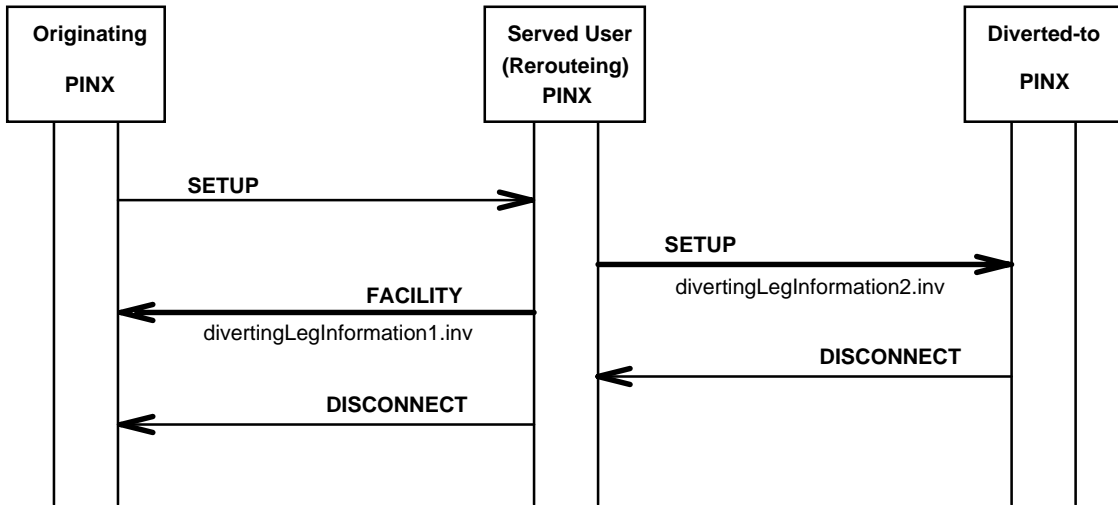 Originating
PINX
Served User
(Rerouteing)
PINX
Diverted-to
PINX
SETUP
SETUP
divertingLegInformation2.inv
FACILITY
divertingLegInformation1.inv
DISCONNECT
DISCONNECT